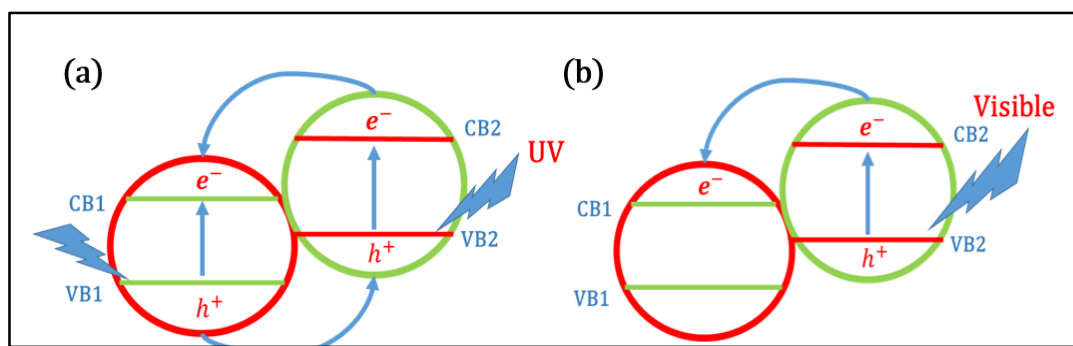 (a)
e⁻
CB2
UV
e⁻
CB1
VB2
h⁺
VB1
h⁺
(b)
Visible
e⁻
CB2
e⁻
CB1
VB2
h⁺
VB1